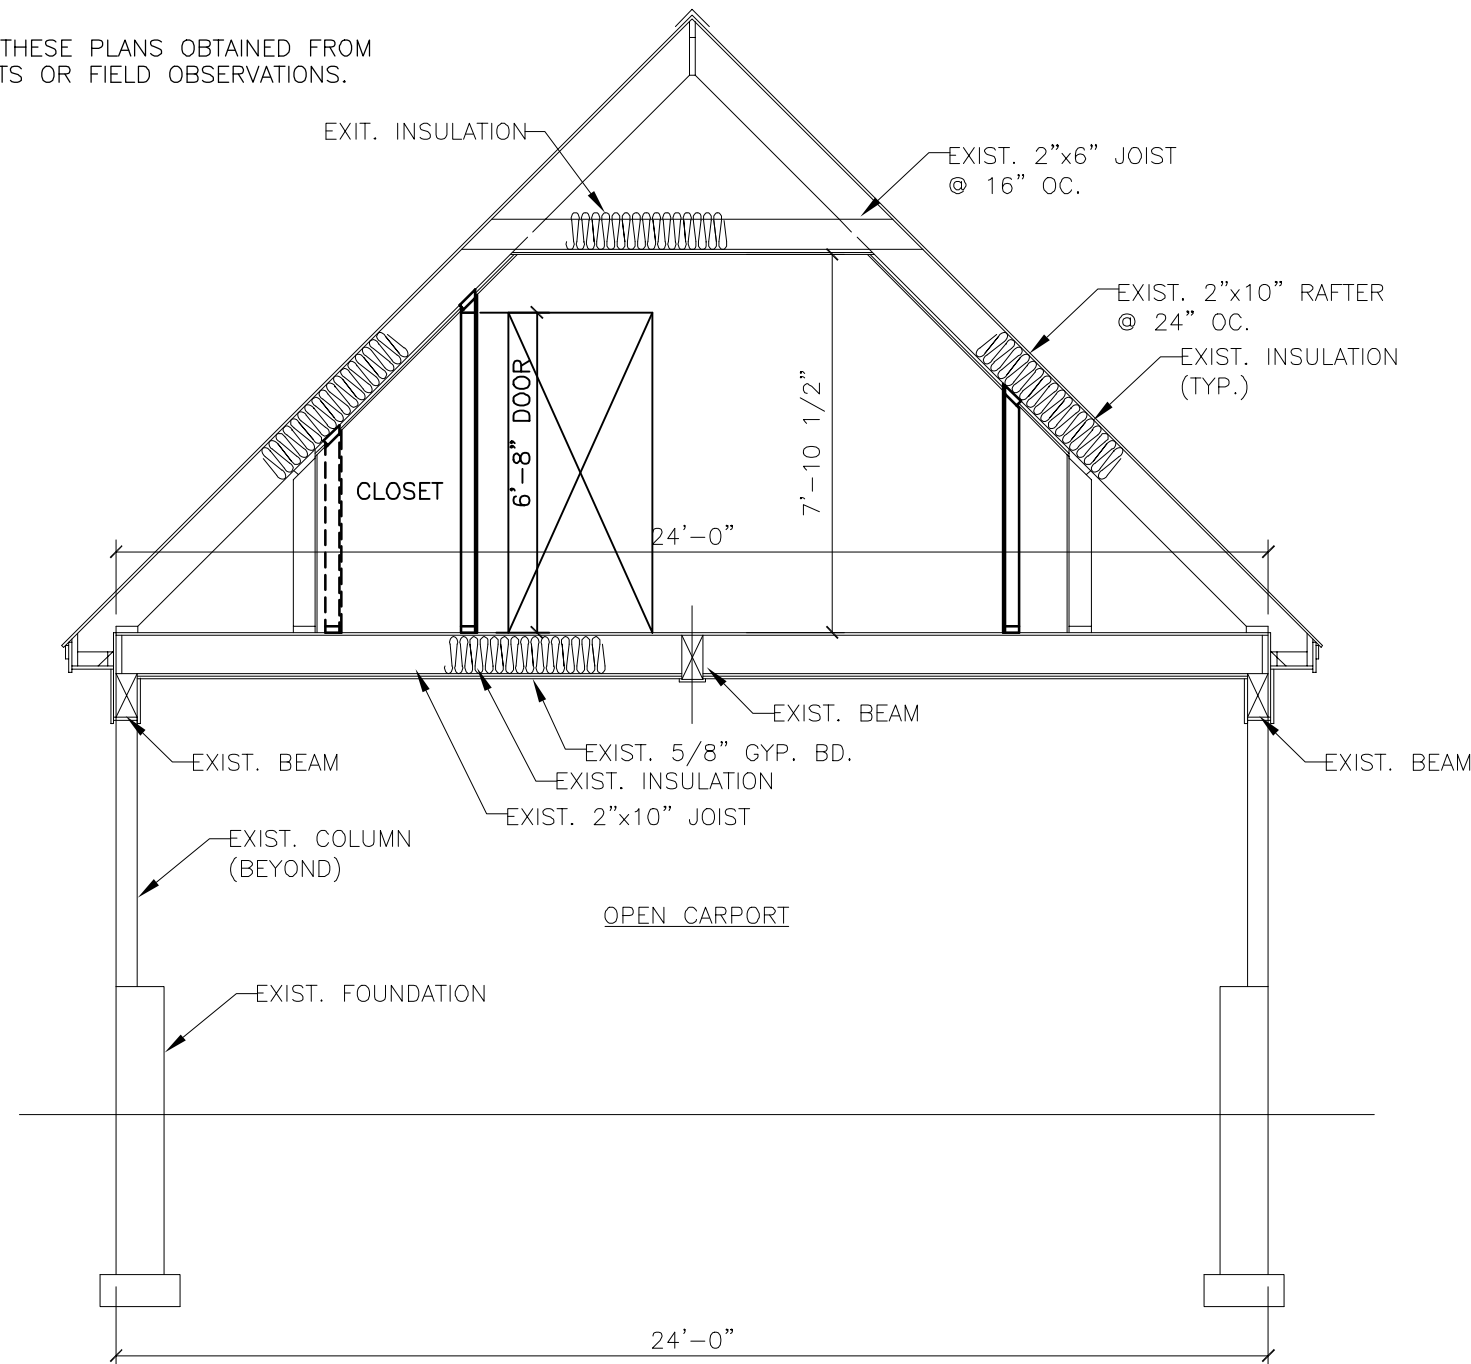 THESE PLANS OBTAINED FROM
TS OR FIELD OBSERVATIONS.
EXIT. INSULATION
EXIST. 2"x6" JOIST
@ 16" OC.
EXIST. 2"x10" RAFTER
@ 24" OC.
EXIST. INSULATION
(TYP.)
6'-8" DOOR
7'-10 1/2"
CLOSET
24'-0"
EXIST. BEAM
EXIST. BEAM
EXIST. BEAM
EXIST. 5/8" GYP. BD.
EXIST. INSULATION
EXIST. 2"x10" JOIST
EXIST. COLUMN
(BEYOND)
OPEN CARPORT
EXIST. FOUNDATION
24'-0"